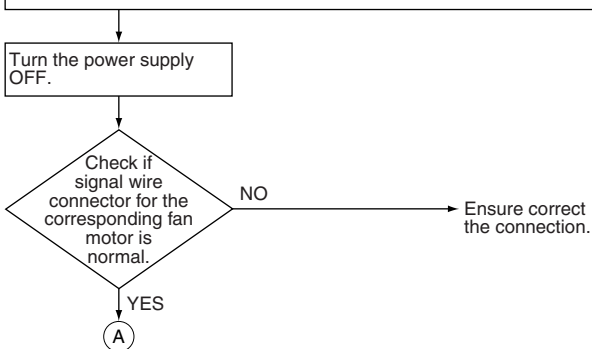 Turn the power supply
OFF.
Check if
signal wire
connector for the
corresponding fan
motor is
normal.
NO
Ensure correct
the connection.
YES
A